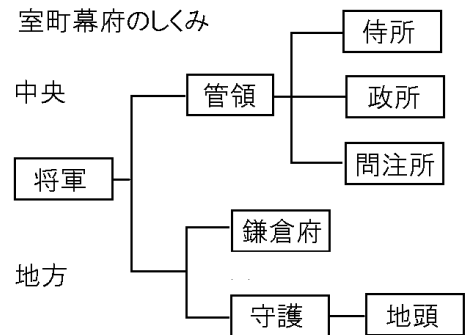 室町幕府のしくみ
侍所
中央
管領
政所
問注所
将軍
鎌倉府
地方
守護
地頭